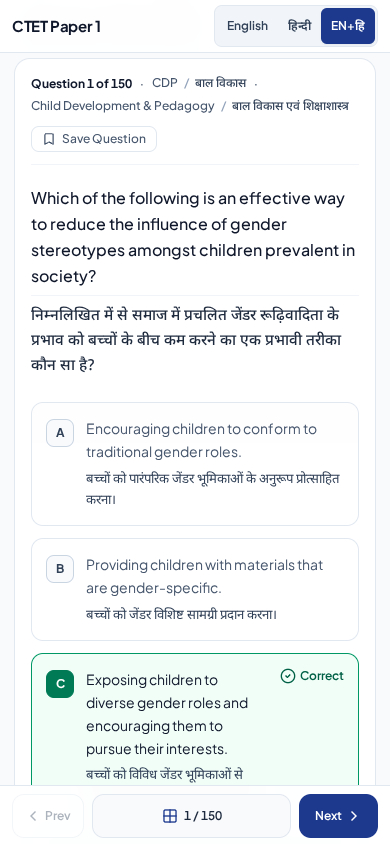 CTET Paper 1
English हिन्दी EN+हि
Question 1 of 150 · CDP / बाल विकास ·
Child Development & Pedagogy / बाल विकास एवं शिक्षाशास्त्र
Save Question
Which of the following is an effective way
to reduce the influence of gender
stereotypes amongst children prevalent in
society?
निम्नलिखित में से समाज में प्रचलित जेंडर रूढ़िवादिता के
प्रभाव को बच्चों के बीच कम करने का एक प्रभावी तरीका
कौन सा है?
A Encouraging children to conform to
traditional gender roles.
बच्चों को पारंपरिक जेंडर भूमिकाओं के अनुरूप प्रोत्साहित
करना।
B Providing children with materials that
are gender-specific.
बच्चों को जेंडर विशिष्ट सामग्री प्रदान करना।
C Exposing children to Correct
diverse gender roles and
encouraging them to
pursue their interests.
बच्चों को विविध जेंडर भूमिकाओं से
Prev 1 / 150 Next